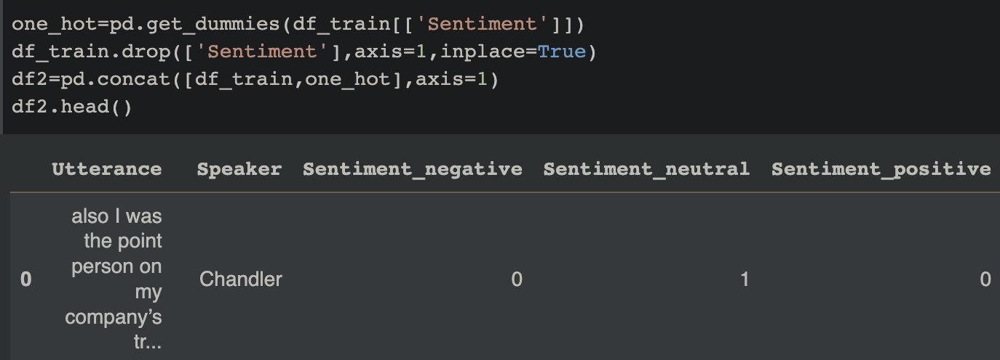 one_hot=pd.get_dummies(df_train[['Sentiment']])
df_train.drop(['Sentiment'],axis=1,inplace=True)
df2=pd.concat([df_train,one_hot],axis=1)
df2.head()
Utterance Speaker Sentiment_negative Sentiment_neutral Sentiment_positive
also I was
the point
person on
0 Chandler 0 1 0
my
company’s
tr...